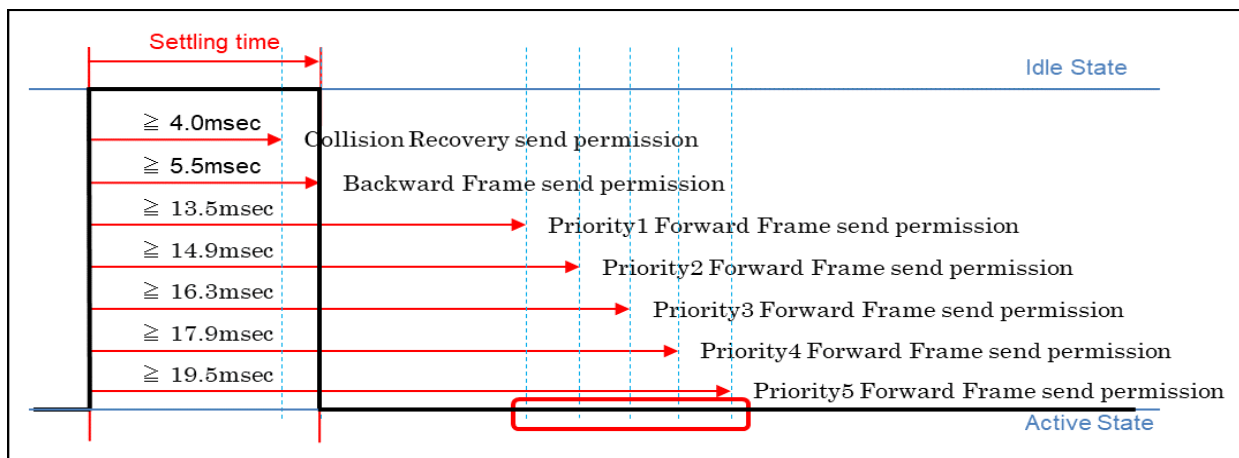 Settling time
Idle State
≧ 4.0msec
Collision Recovery send permission
≧ 5.5msec
Backward Frame send permission
≧ 13.5msec
Priority1 Forward Frame send permission
≧ 14.9msec
Priority2 Forward Frame send permission
≧ 16.3msec
Priority3 Forward Frame send permission
≧ 17.9msec
Priority4 Forward Frame send permission
≧ 19.5msec
Priority5 Forward Frame send permission
Active State